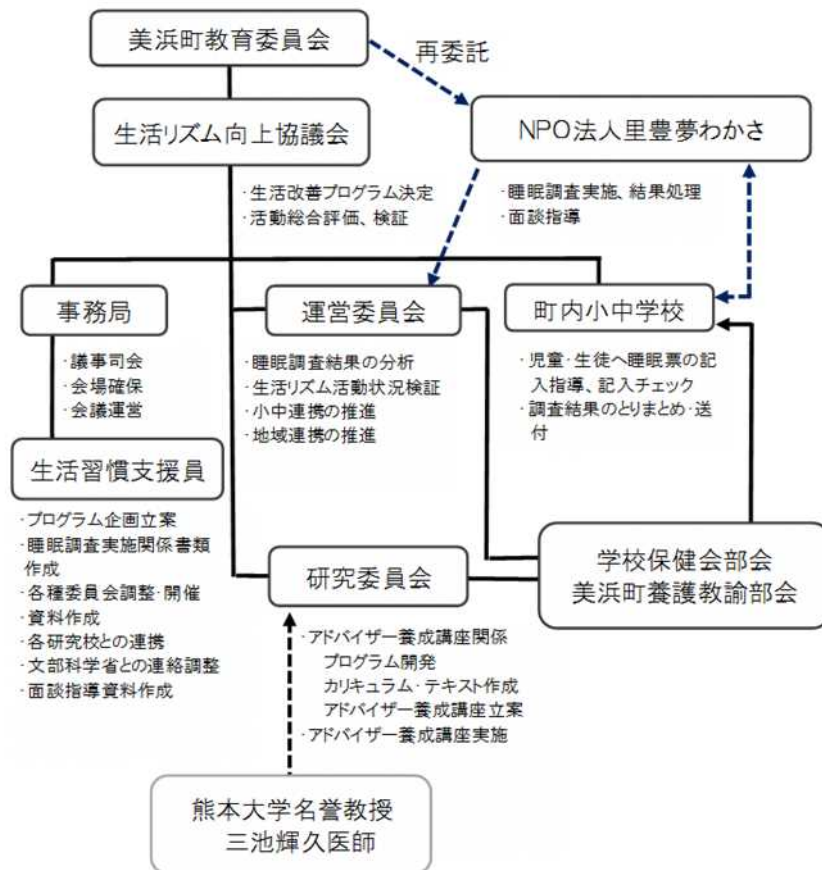 美浜町教育委員会
再委託
生活リズム向上協議会
NPO法人里豊夢わかさ
・生活改善プログラム決定
・活動総合評価、検証
・睡眠調査実施、結果処理
・面談指導
事務局
運営委員会
町内小中学校
・議事司会
・会場確保
・会議運営
・睡眠調査結果の分析
・生活リズム活動状況検証
・小中連携の推進
・地域連携の推進
・児童・生徒へ睡眠票の記
入指導、記入チェック
・調査結果のとりまとめ・送
付
生活習慣支援員
・プログラム企画立案
・睡眠調査実施関係書類
作成
・各種委員会調整・開催
・資料作成
・各研究校との連携
・文部科学省との連絡調整
・面談指導資料作成
研究委員会
学校保健会部会
美浜町養護教諭部会
・アドバイザー養成講座関係
プログラム開発
カリキュラム・テキスト作成
アドバイザー養成講座立案
・アドバイザー養成講座実施
熊本大学名誉教授
三池輝久医師